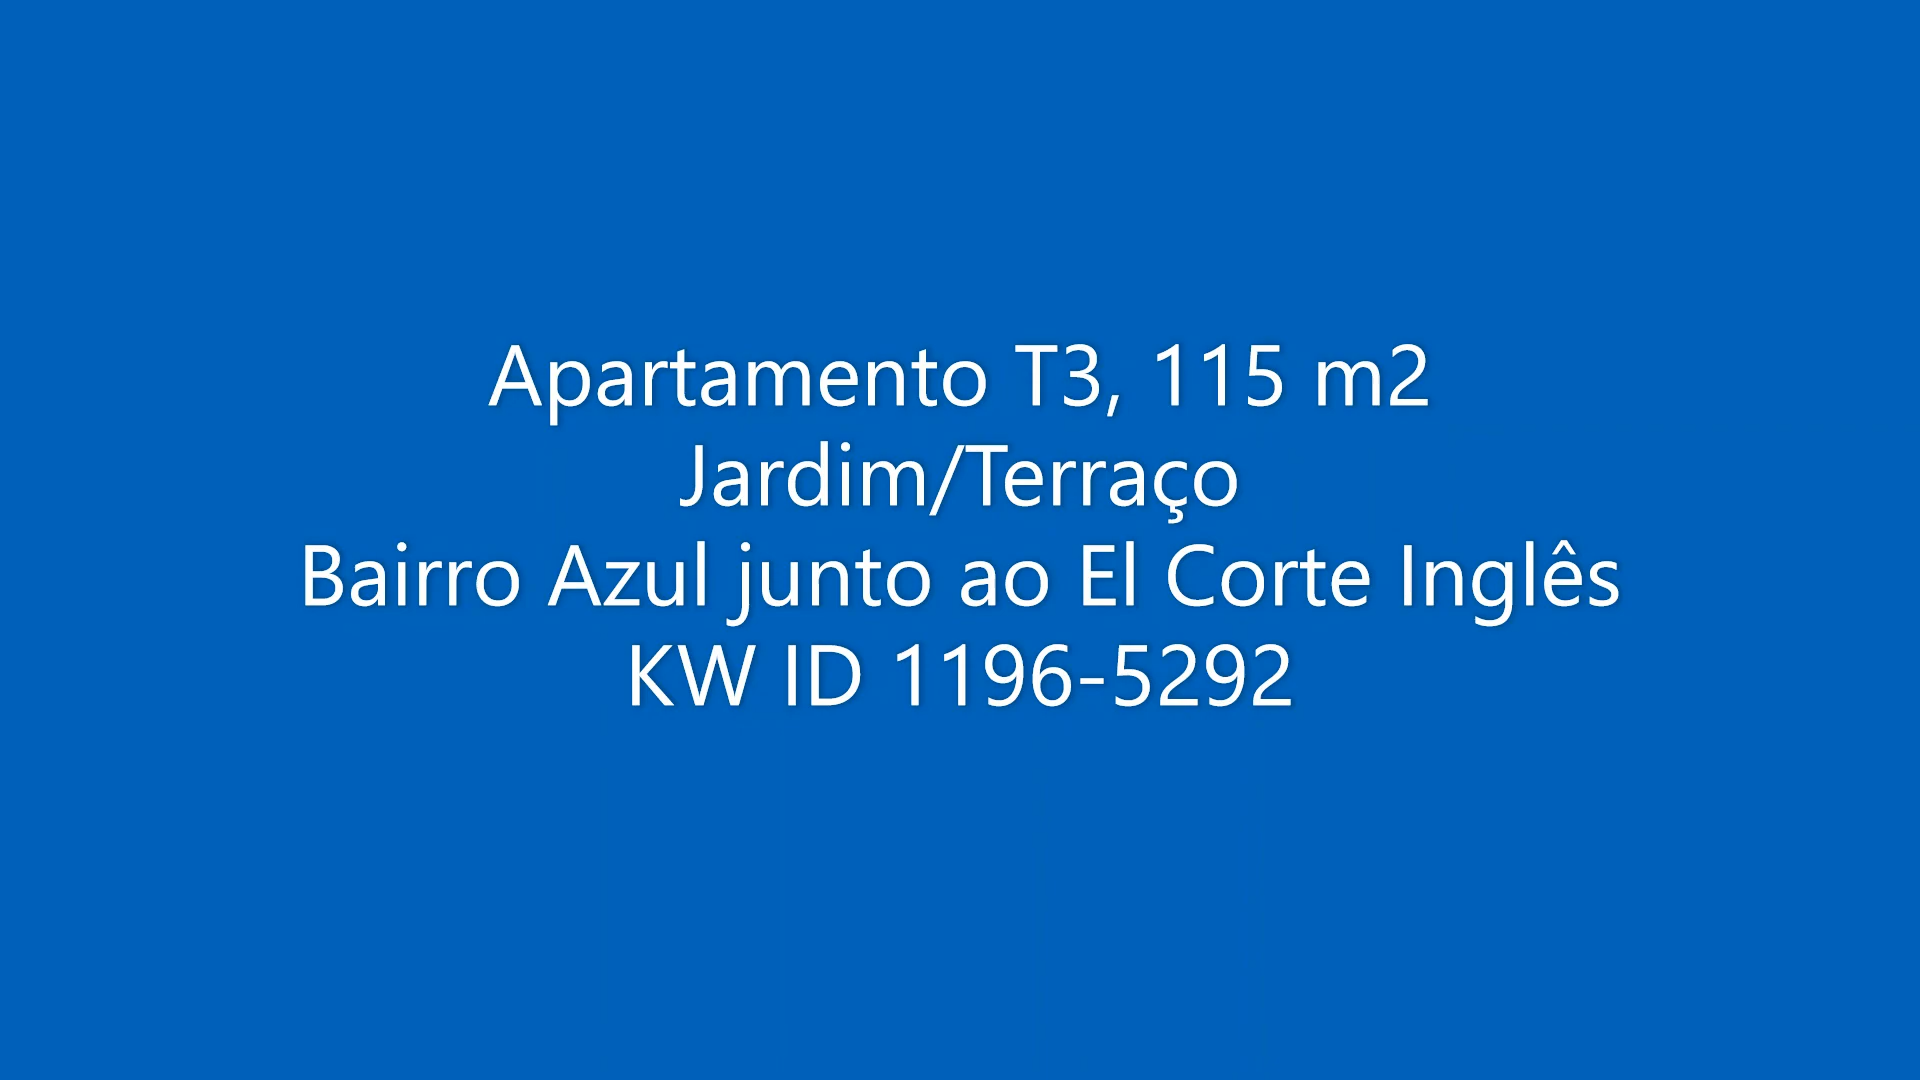 Apartamento T3, 115 m2
Jardim/Terraço
Bairro Azul junto ao El Corte Inglês
KW ID 1196-5292